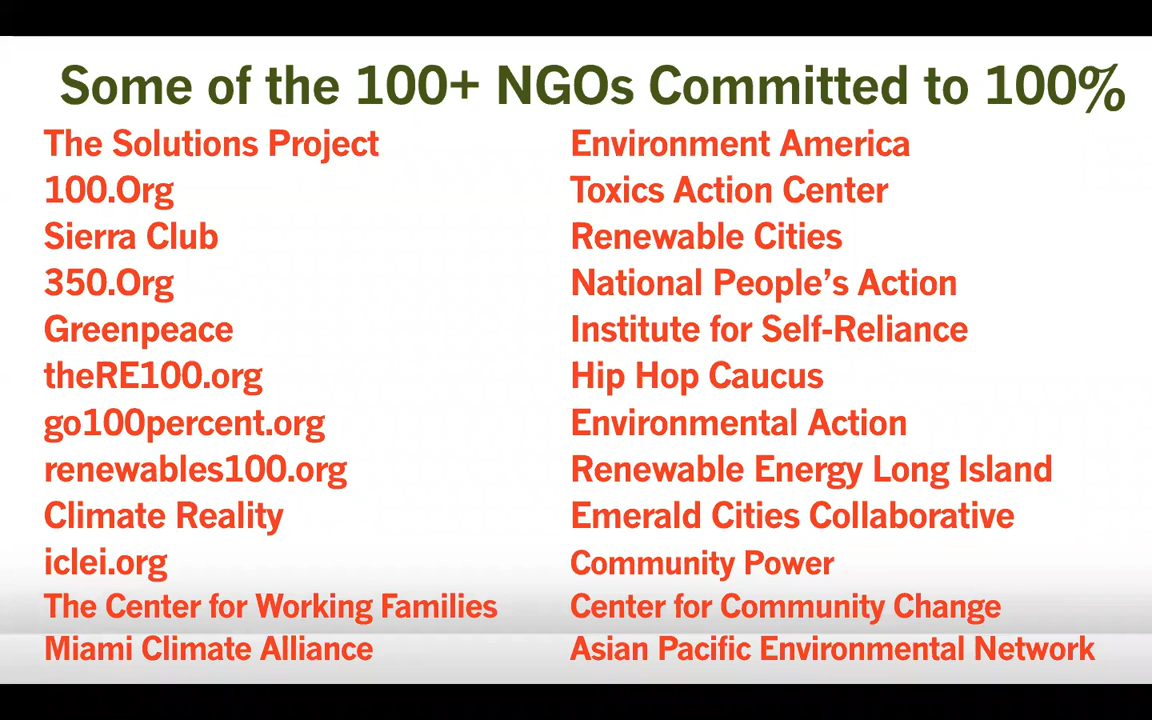 Some of the 100+ NGOs Committed to 100%
The Solutions Project
100.Org
Sierra Club
350.Org
Greenpeace
theRE100.org
go100percent.org
renewables100.org
Climate Reality
iclei.org
The Center for Working Families
Miami Climate Alliance
Environment America
Toxics Action Center
Renewable Cities
National People’s Action
Institute for Self-Reliance
Hip Hop Caucus
Environmental Action
Renewable Energy Long Island
Emerald Cities Collaborative
Community Power
Center for Community Change
Asian Pacific Environmental Network